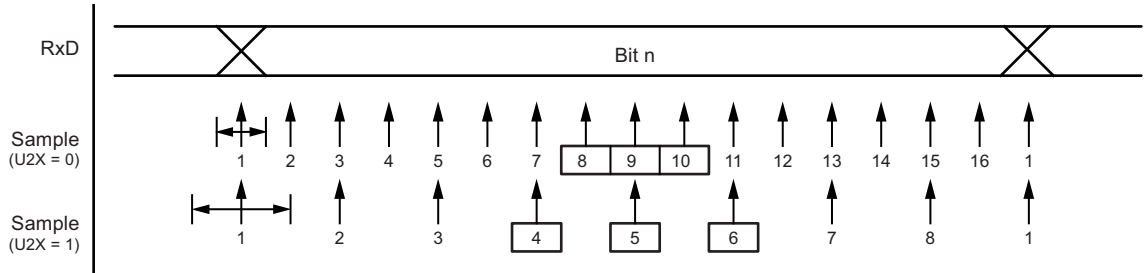 RxD
Bit n
Sample
(U2X = 0)
1 2 3 4 5 6 7 8 9 10 11 12 13 14 15 16 1
Sample
(U2X = 1)
1 2 3 4 5 6 7 8 1